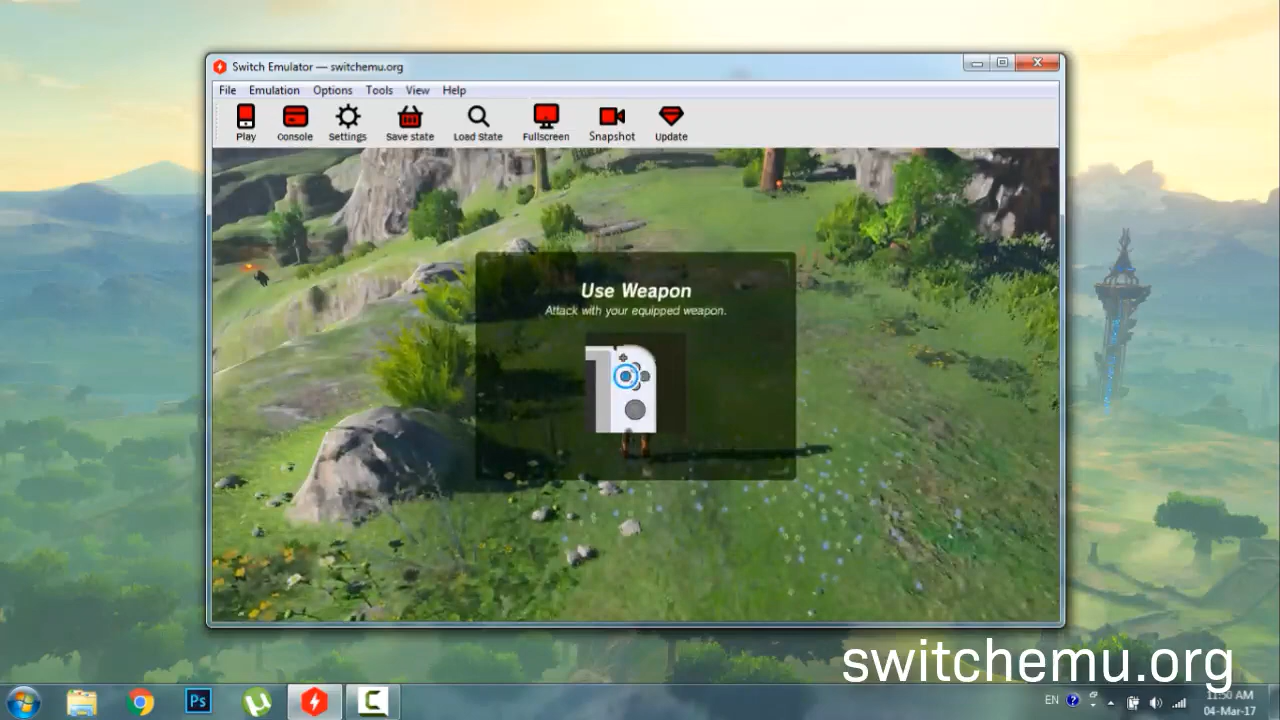 Switch Emulator — switchemu.org
File Emulation Options Tools View Help
Play Console Settings Save state Load State Fullscreen Snapshot Update
Use Weapon
Attack with your equipped weapon.
switchemu.org
Ps
EN
11:50 AM
04-Mar-17